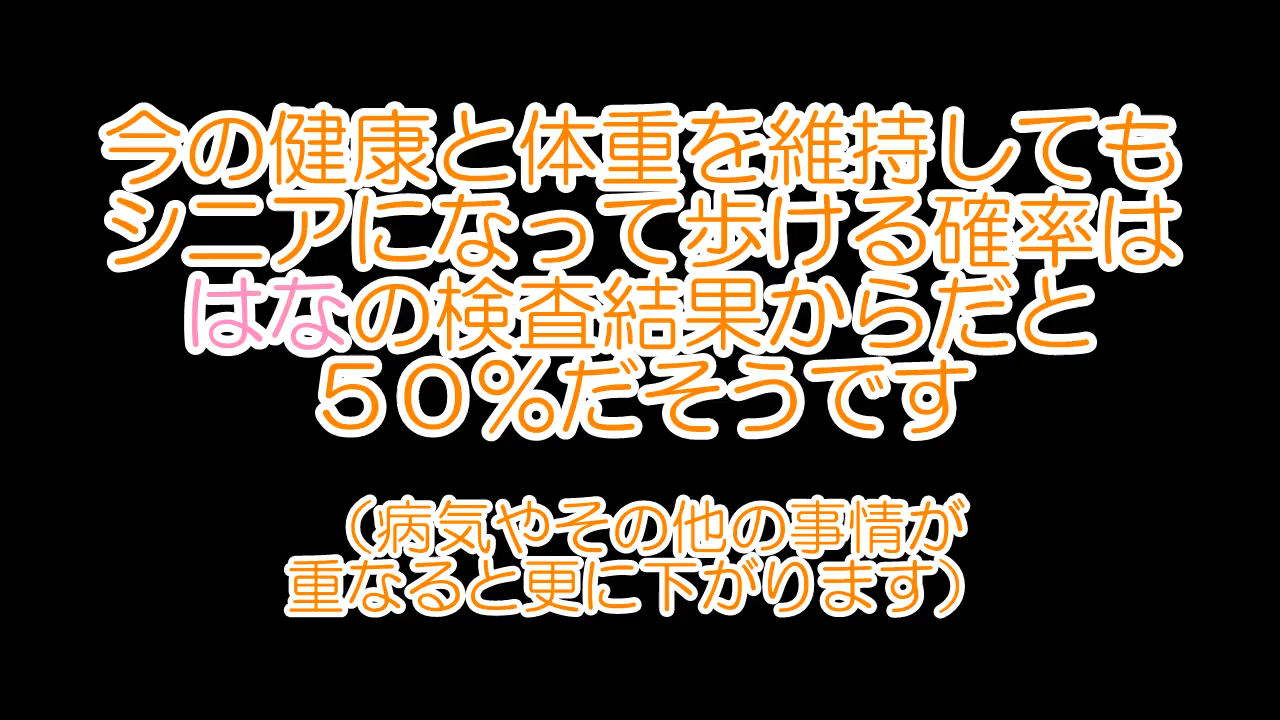 今の健康と体重を維持しても
シニアになって歩ける確率は
はなの検査結果からだと
５０％だそうです
（病気やその他の事情が
重なると更に下がります）